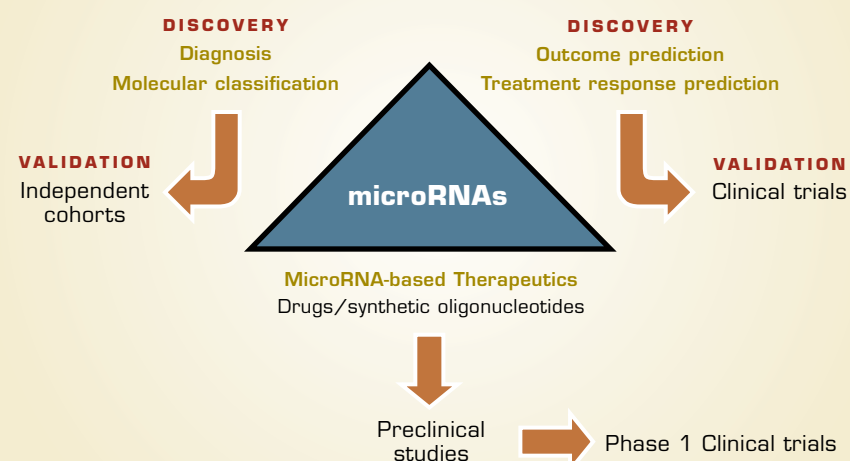 DISCOVERY
Diagnosis
Molecular classification
DISCOVERY
Outcome prediction
Treatment response prediction
VALIDATION
Independent
cohorts
microRNAs
VALIDATION
Clinical trials
MicroRNA-based Therapeutics
Drugs/synthetic oligonucleotides
Preclinical
studies
Phase 1 Clinical trials